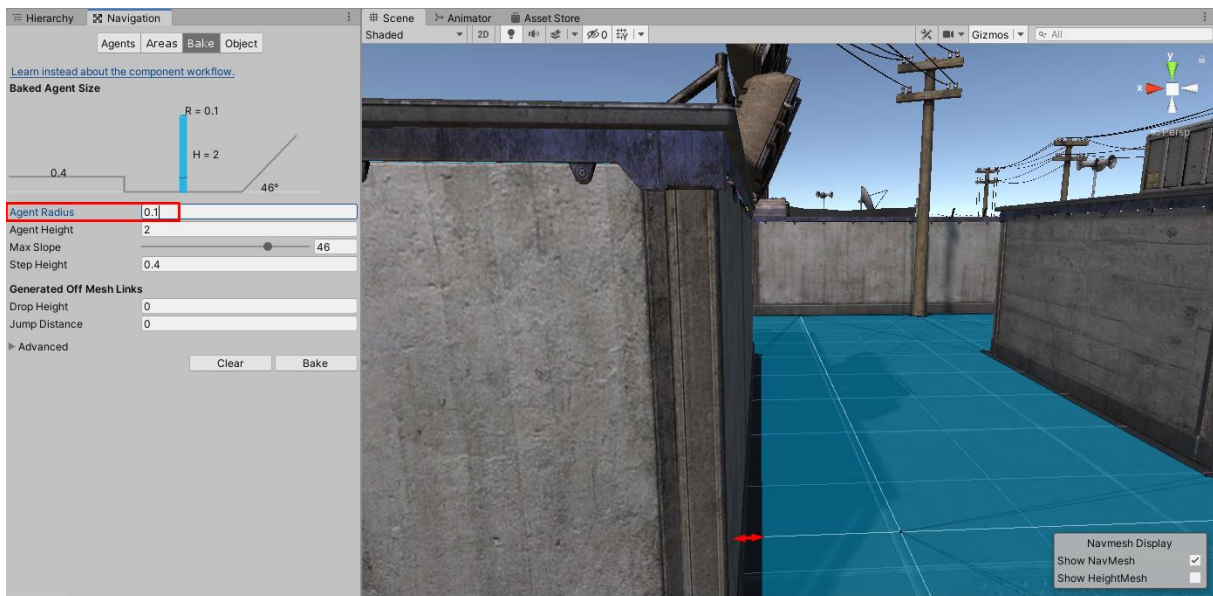 Hierarchy Navigation
Agents Areas Bake Object
Learn instead about the component workflow.
Baked Agent Size
R = 0.1
H = 2
0.4
46°
Agent Radius 0.1
Agent Height 2
Max Slope 46
Step Height 0.4
Generated Off Mesh Links
Drop Height 0
Jump Distance 0
Advanced
Clear Bake
Scene Animator Asset Store
Shaded 2D 0 Gizmos All
y
x
Persp
Navmesh Display
Show NavMesh
Show HeightMesh